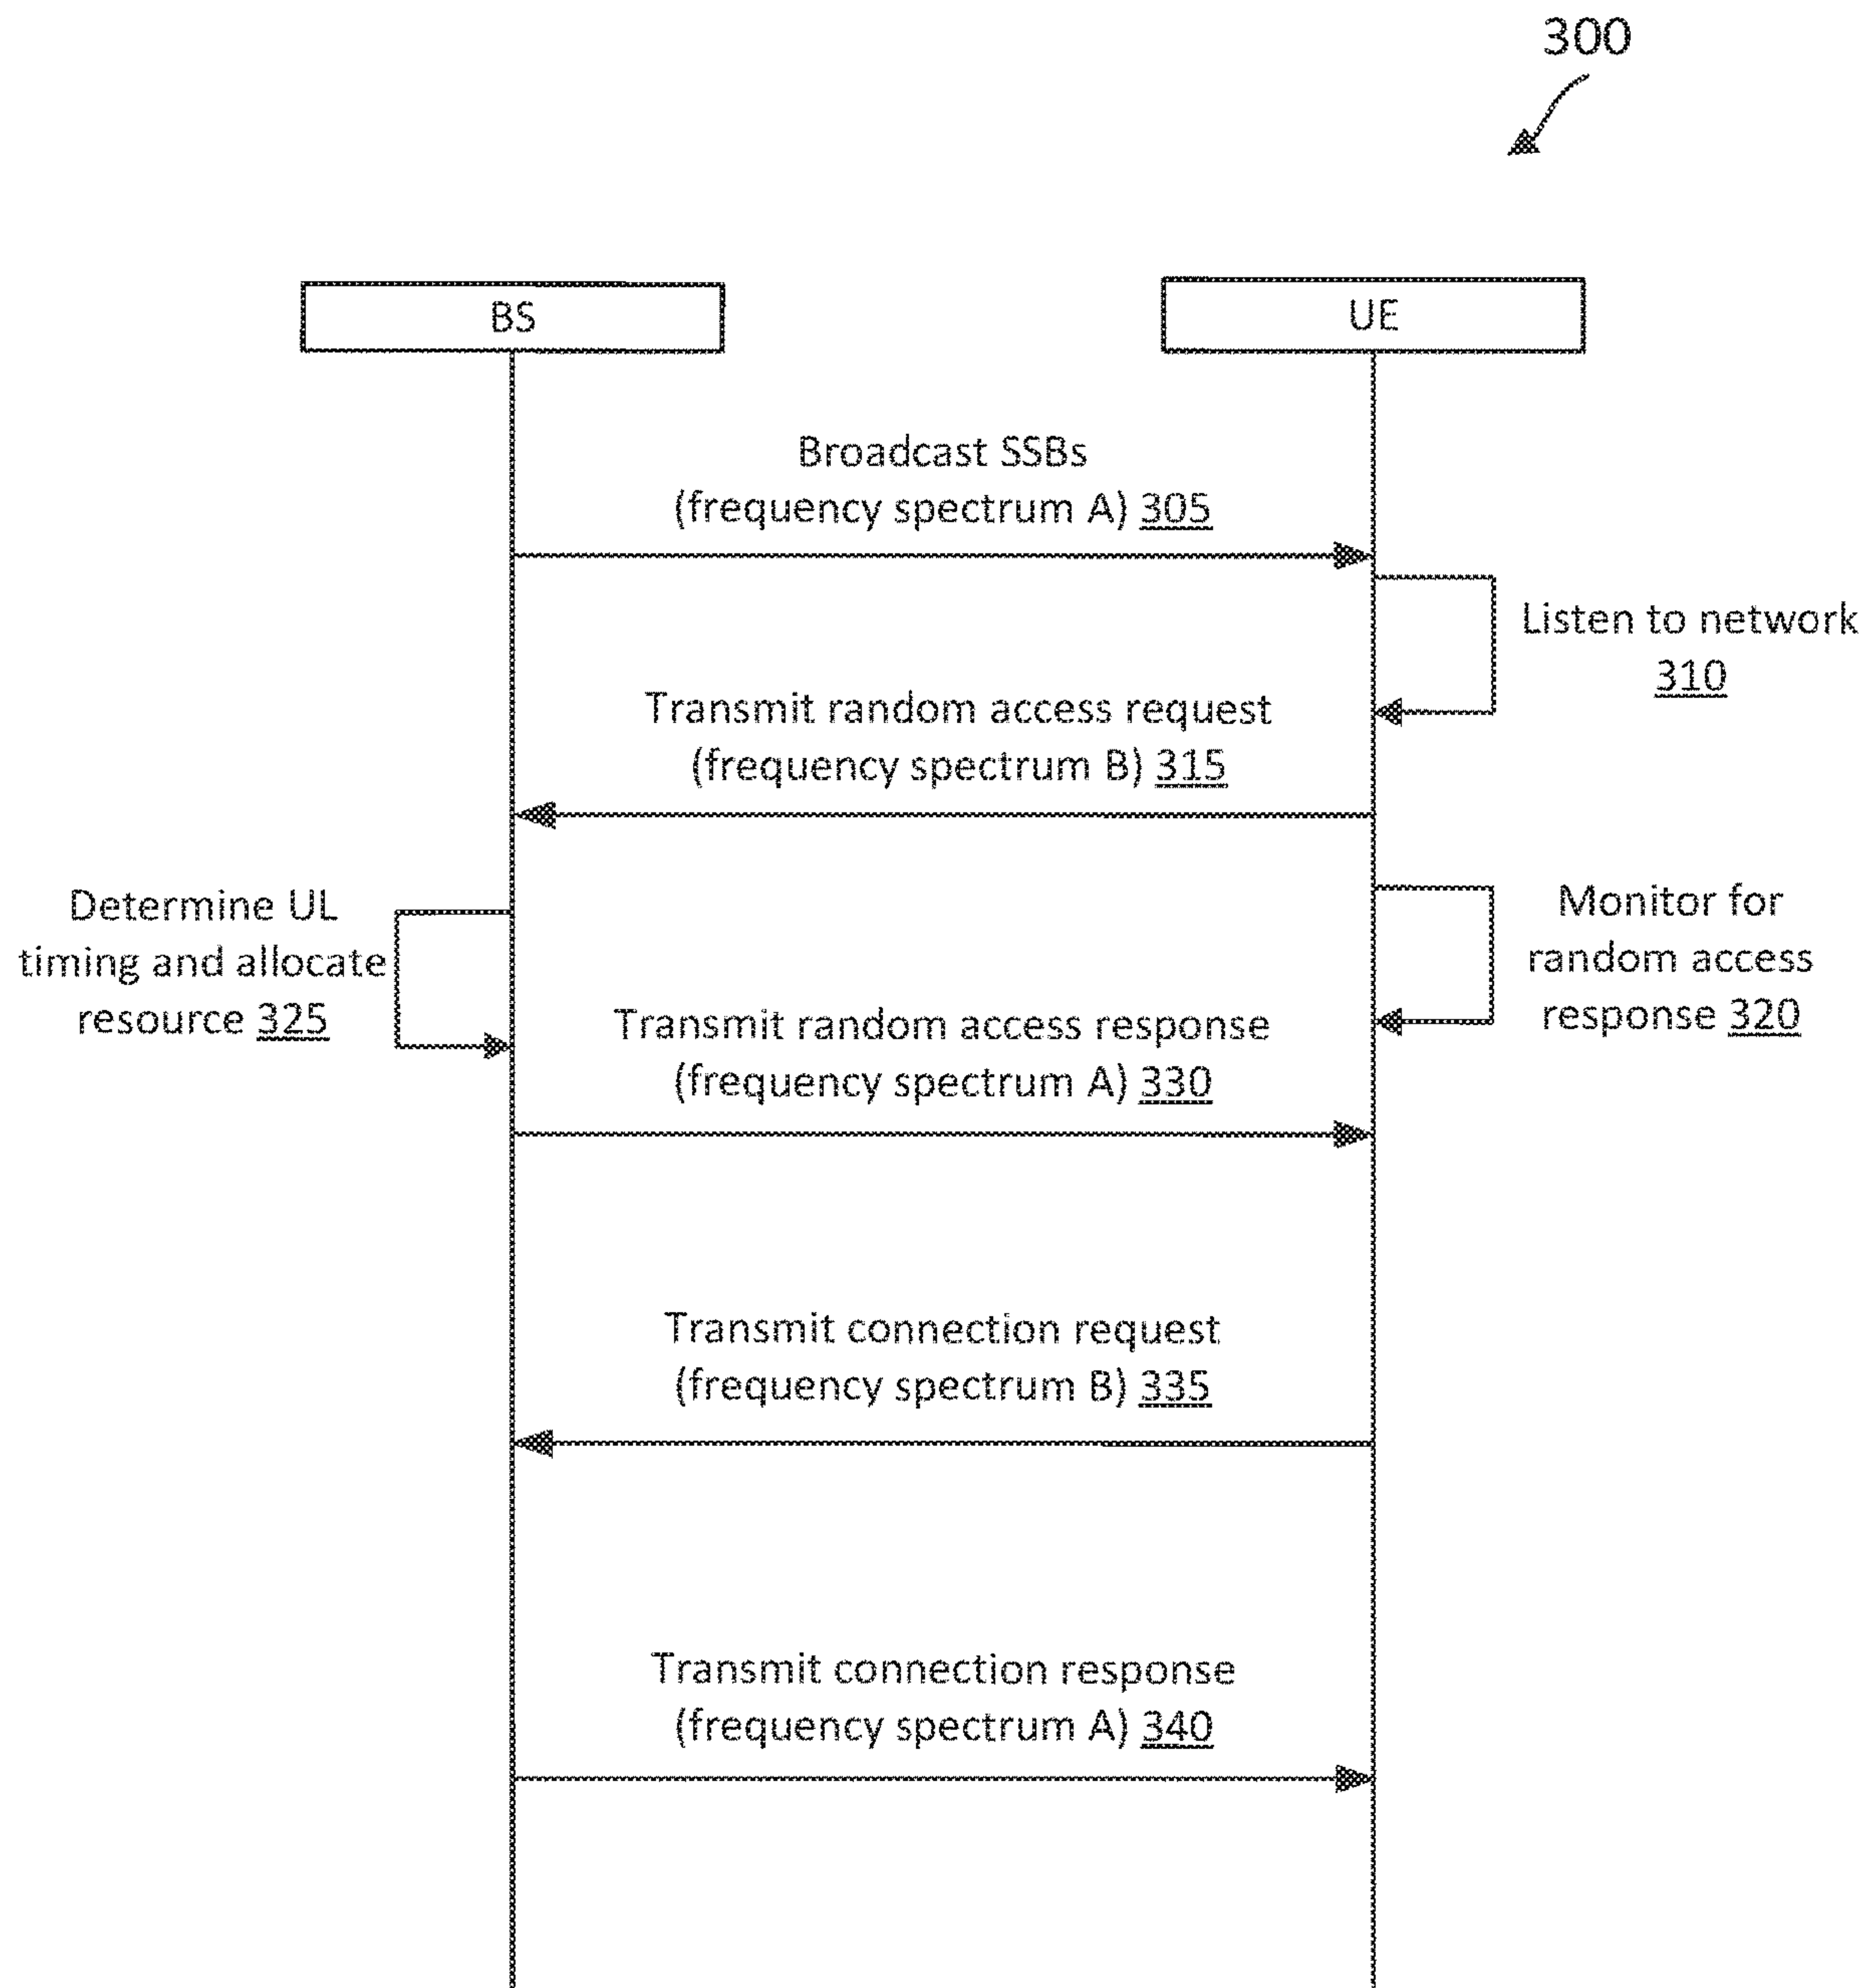 300
BS
UE
Broadcast SSBs
(frequency spectrum A) 305
Listen to network
310
Transmit random access request
(frequency spectrum B) 315
Determine UL
timing and allocate
resource 325
Monitor for
random access
response 320
Transmit random access response
(frequency spectrum A) 330
Transmit connection request
(frequency spectrum B) 335
Transmit connection response
(frequency spectrum A) 340